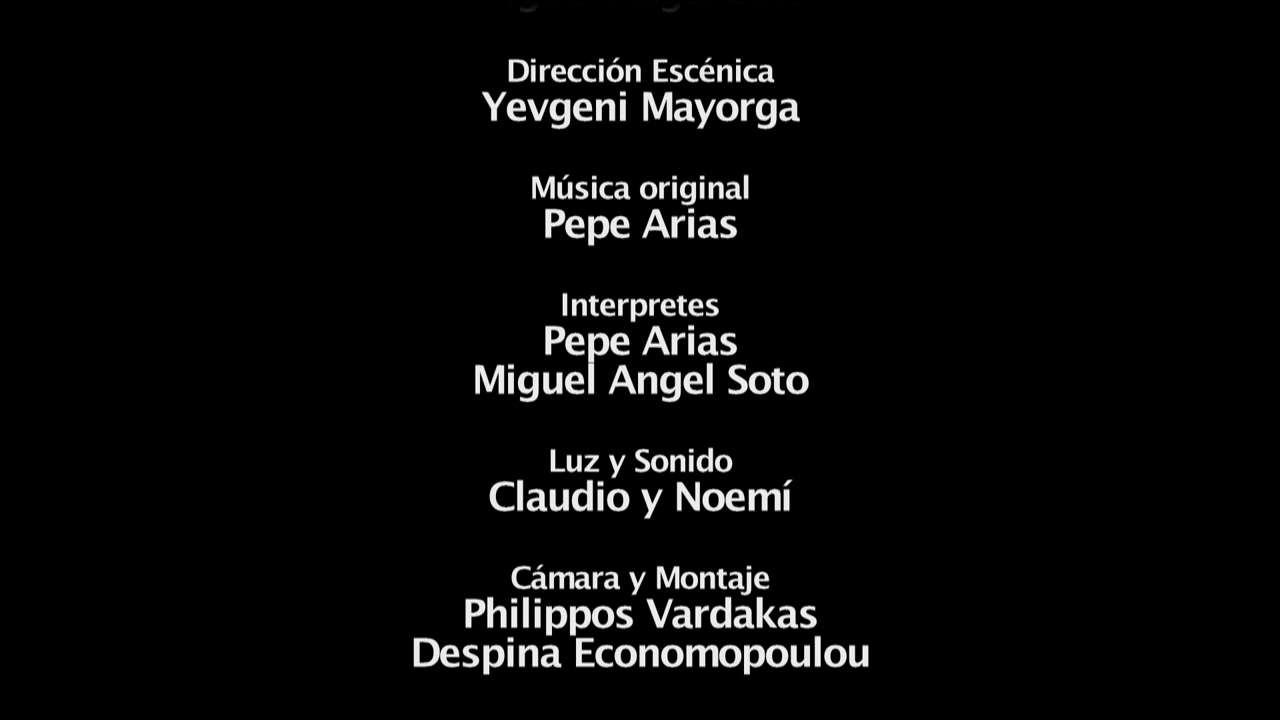 Dirección Escénica
Yevgeni Mayorga
Música original
Pepe Arias
Interpretes
Pepe Arias
Miguel Angel Soto
Luz y Sonido
Claudio y Noemí
Cámara y Montaje
Philippos Vardakas
Despina Economopoulou